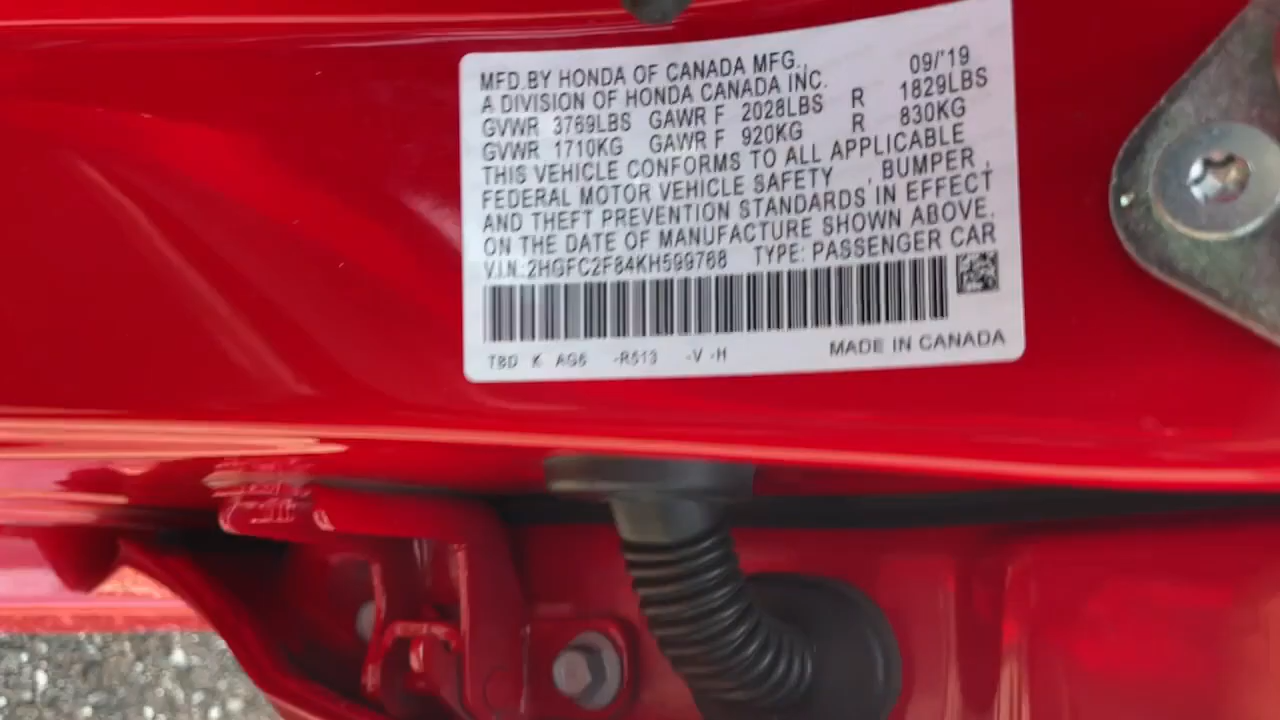 MFD.BY HONDA OF CANADA MFG., 09/'19
A DIVISION OF HONDA CANADA INC.
GVWR 3769LBS GAWR F 2028LBS R 1829LBS
GVWR 1710KG GAWR F 920KG R 830KG
THIS VEHICLE CONFORMS TO ALL APPLICABLE
FEDERAL MOTOR VEHICLE SAFETY , BUMPER ,
AND THEFT PREVENTION STANDARDS IN EFFECT
ON THE DATE OF MANUFACTURE SHOWN ABOVE.
V.I.N.:2HGFC2F84KH599768 TYPE: PASSENGER CAR
TBD K AG6 -R513 -V -H MADE IN CANADA